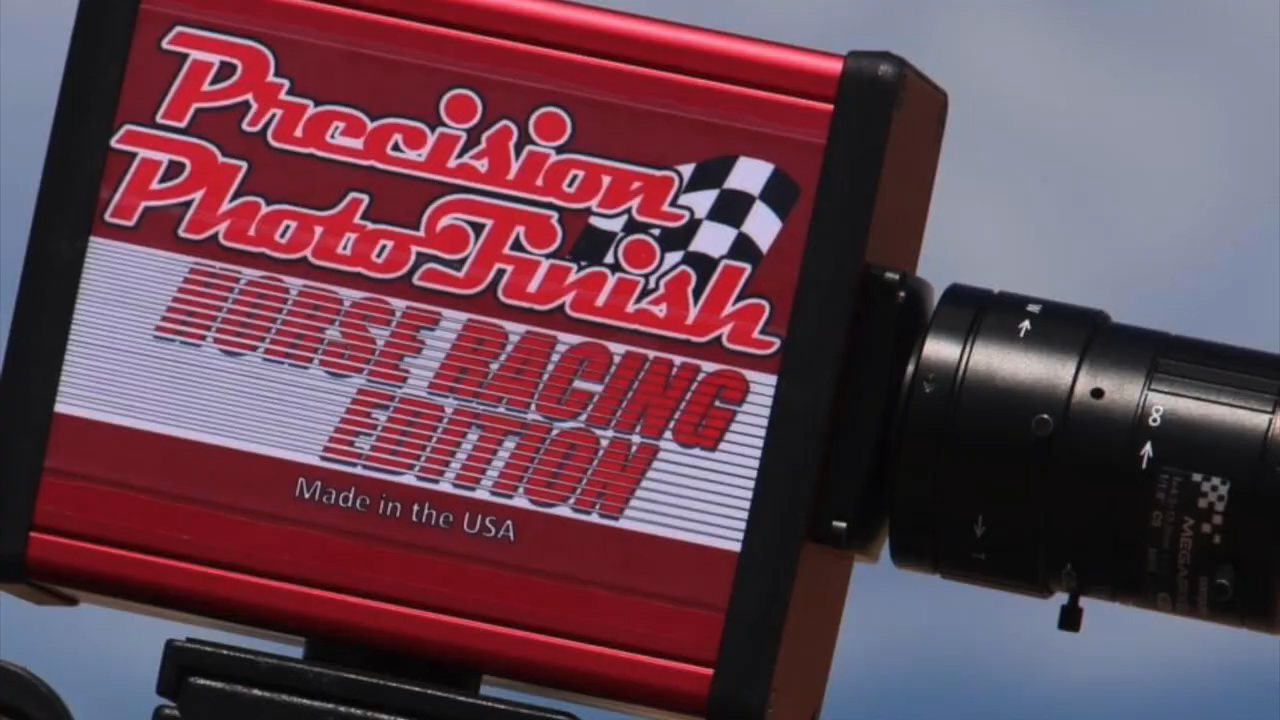 Precision
Photo Finish
HORSE RACING
EDITION
Made in the USA
W
∞